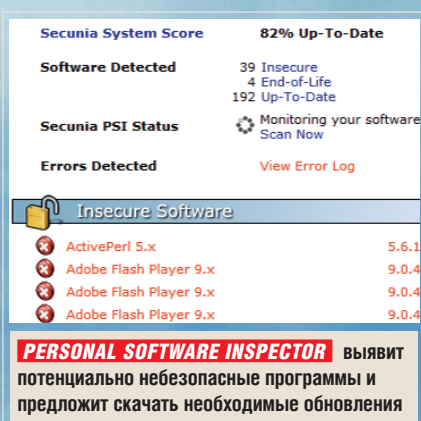 Secunia System Score 82% Up-To-Date
Software Detected 39 Insecure
4 End-of-Life
192 Up-To-Date
Secunia PSI Status Monitoring your software
Scan Now
Errors Detected View Error Log
Insecure Software
ActivePerl 5.x 5.6.1
Adobe Flash Player 9.x 9.0.4
Adobe Flash Player 9.x 9.0.4
Adobe Flash Player 9.x 9.0.4
PERSONAL SOFTWARE INSPECTOR выявит
потенциально небезопасные программы и
предложит скачать необходимые обновления